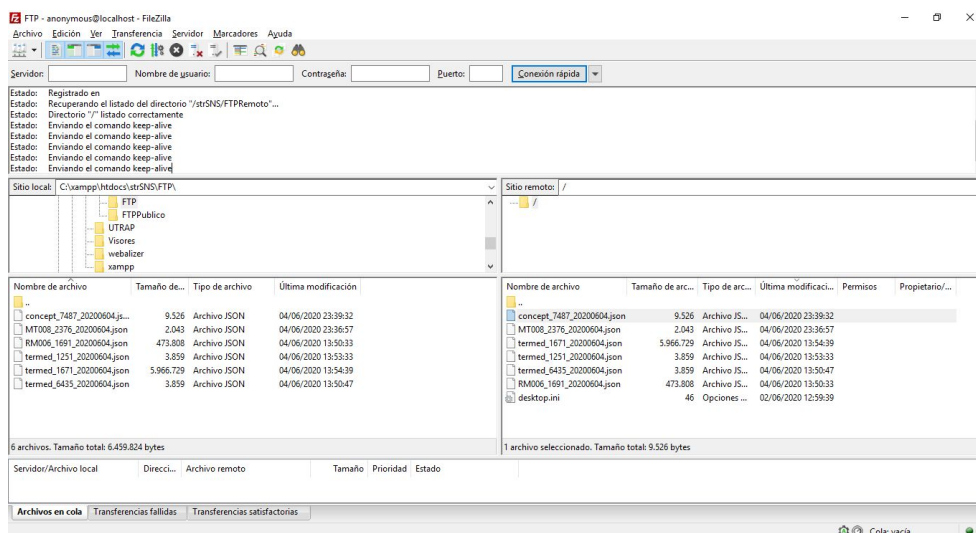 FTP - anonymous@localhost - FileZilla
Archivo Edición Ver Transferencia Servidor Marcadores Ayuda
Servidor: Nombre de usuario: Contraseña: Puerto: Conexión rápida
Estado: Registrado en
Estado: Recuperando el listado del directorio "/strSNS/FTPRemoto"...
Estado: Directorio "/" listado correctamente
Estado: Enviando el comando keep-alive
Estado: Enviando el comando keep-alive
Estado: Enviando el comando keep-alive
Estado: Enviando el comando keep-alive
Estado: Enviando el comando keep-alive
Sitio local: C:\xampp\htdocs\strSNS\FTP\
FTP
FTPPublico
UTRAP
Visores
webalizer
xampp
Sitio remoto: /
/
Nombre de archivo Tamaño de... Tipo de archivo Última modificación
..
concept_7487_20200604.js... 9.526 Archivo JSON 04/06/2020 23:39:32
MT008_2376_20200604.json 2.043 Archivo JSON 04/06/2020 23:36:57
RM006_1691_20200604.json 473.808 Archivo JSON 04/06/2020 13:50:33
termed_1251_20200604.json 3.859 Archivo JSON 04/06/2020 13:53:33
termed_1671_20200604.json 5.966.729 Archivo JSON 04/06/2020 13:54:39
termed_6435_20200604.json 3.859 Archivo JSON 04/06/2020 13:50:47
6 archivos. Tamaño total: 6.459.824 bytes
Nombre de archivo Tamaño de arc... Tipo de arc... Última modificaci... Permisos Propietario/...
..
concept_7487_20200604.json 9.526 Archivo JS... 04/06/2020 23:39:32
MT008_2376_20200604.json 2.043 Archivo JS... 04/06/2020 23:36:57
termed_1671_20200604.json 5.966.729 Archivo JS... 04/06/2020 13:54:39
termed_1251_20200604.json 3.859 Archivo JS... 04/06/2020 13:53:33
termed_6435_20200604.json 3.859 Archivo JS... 04/06/2020 13:50:47
RM006_1691_20200604.json 473.808 Archivo JS... 04/06/2020 13:50:33
desktop.ini 46 Opciones ... 02/06/2020 12:59:39
1 archivo seleccionado. Tamaño total: 9.526 bytes
Servidor/Archivo local Direcci... Archivo remoto Tamaño Prioridad Estado
Archivos en cola Transferencias fallidas Transferencias satisfactorias
Cola: vacía